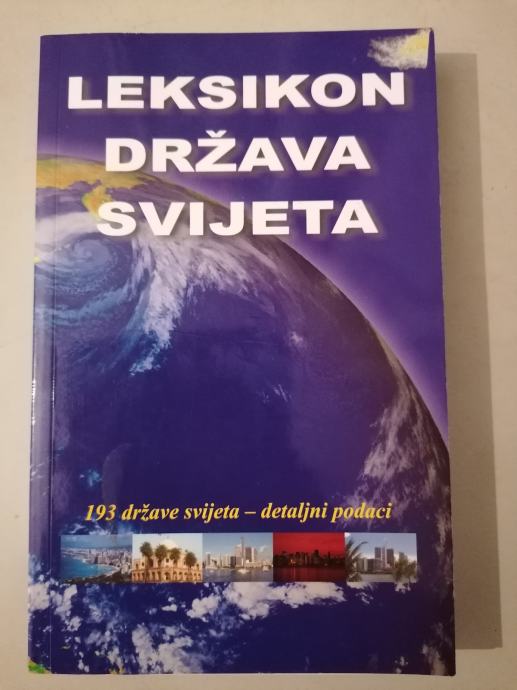 LEKSIKON
DRŽAVA
SVIJETA
193 države svijeta – detaljni podaci